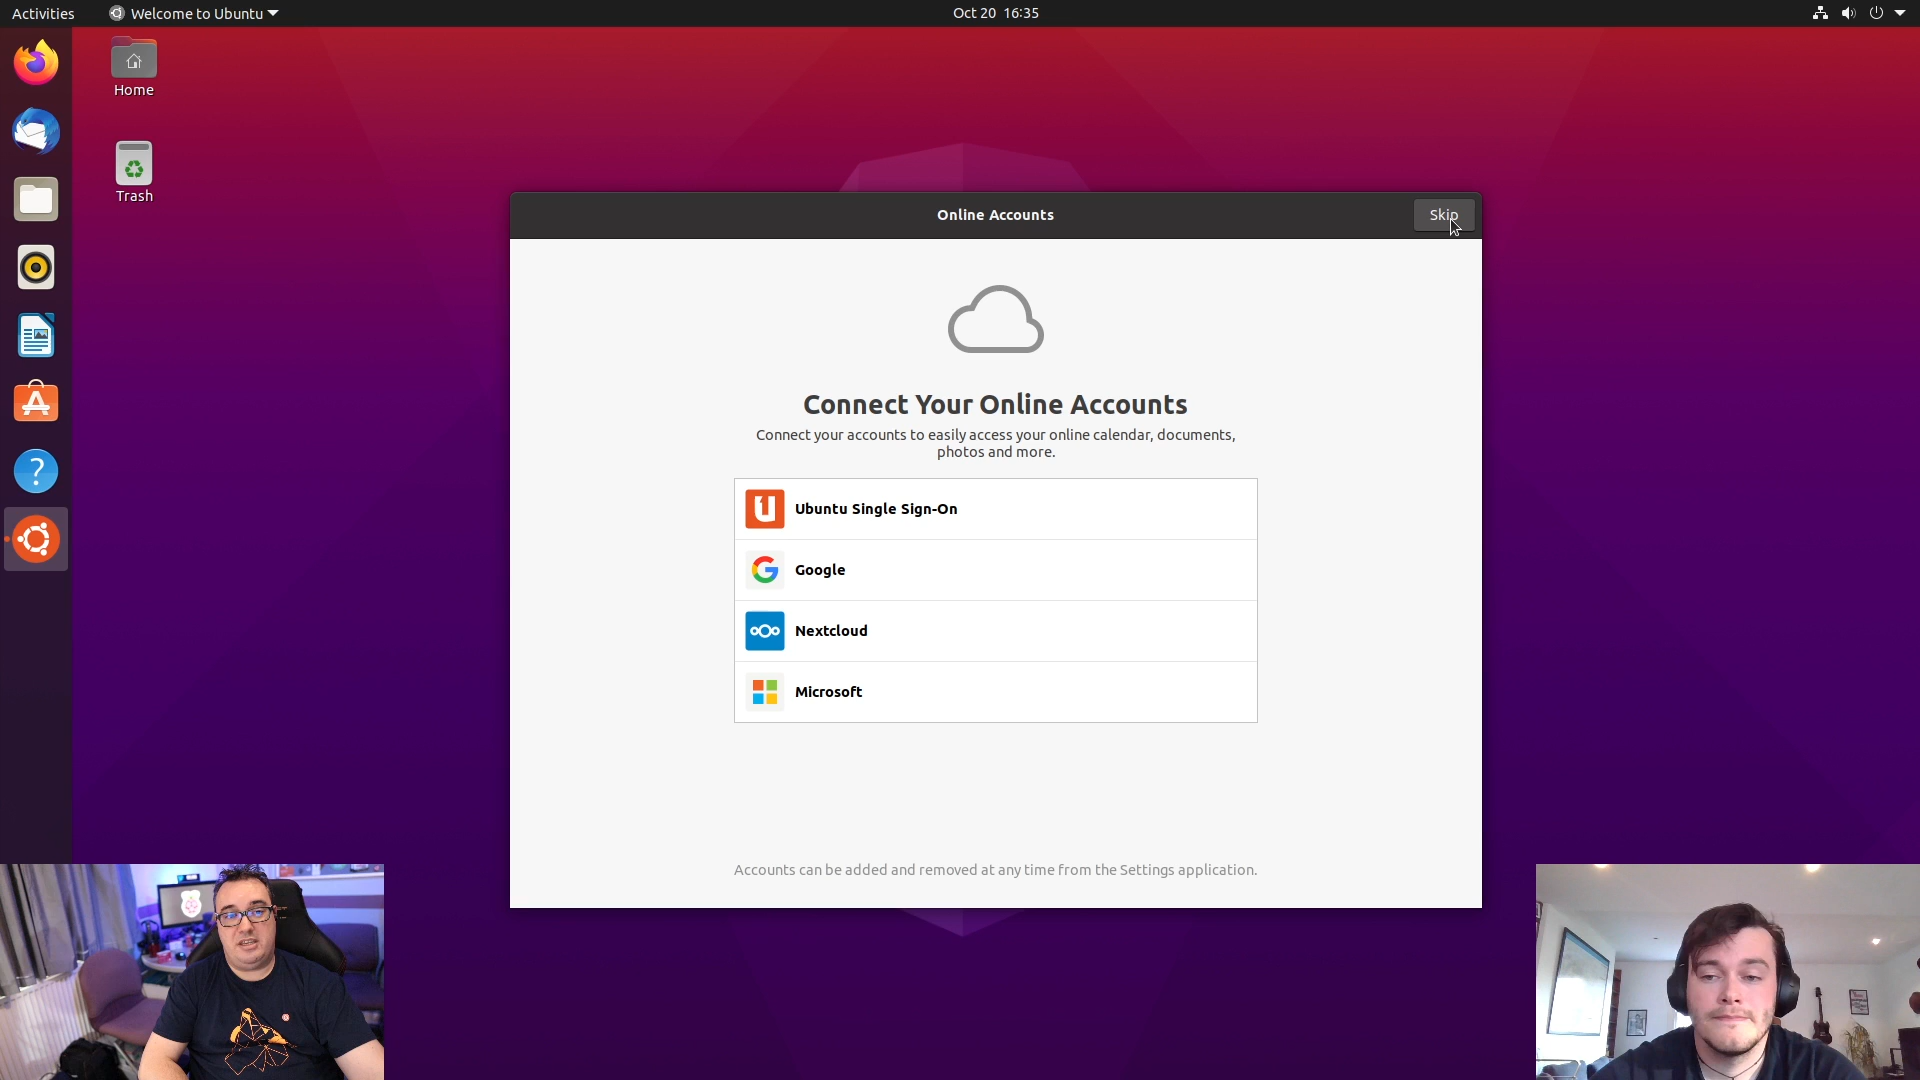 Activities
Welcome to Ubuntu
Oct 20 16:35
Home
Trash
Online Accounts
Skip
Connect Your Online Accounts
Connect your accounts to easily access your online calendar, documents,
photos and more.
Ubuntu Single Sign-On
Google
Nextcloud
Microsoft
Accounts can be added and removed at any time from the Settings application.